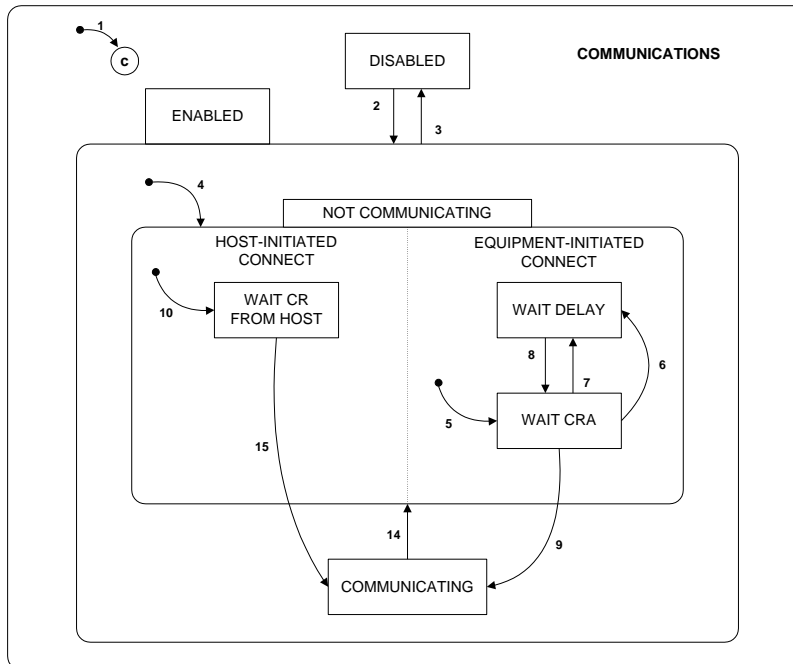 1
C
DISABLED
COMMUNICATIONS
2
3
ENABLED
4
NOT COMMUNICATING
HOST-INITIATED
CONNECT
EQUIPMENT-INITIATED
CONNECT
10
WAIT CR
FROM HOST
WAIT DELAY
8
7
6
5
WAIT CRA
15
14
9
COMMUNICATING